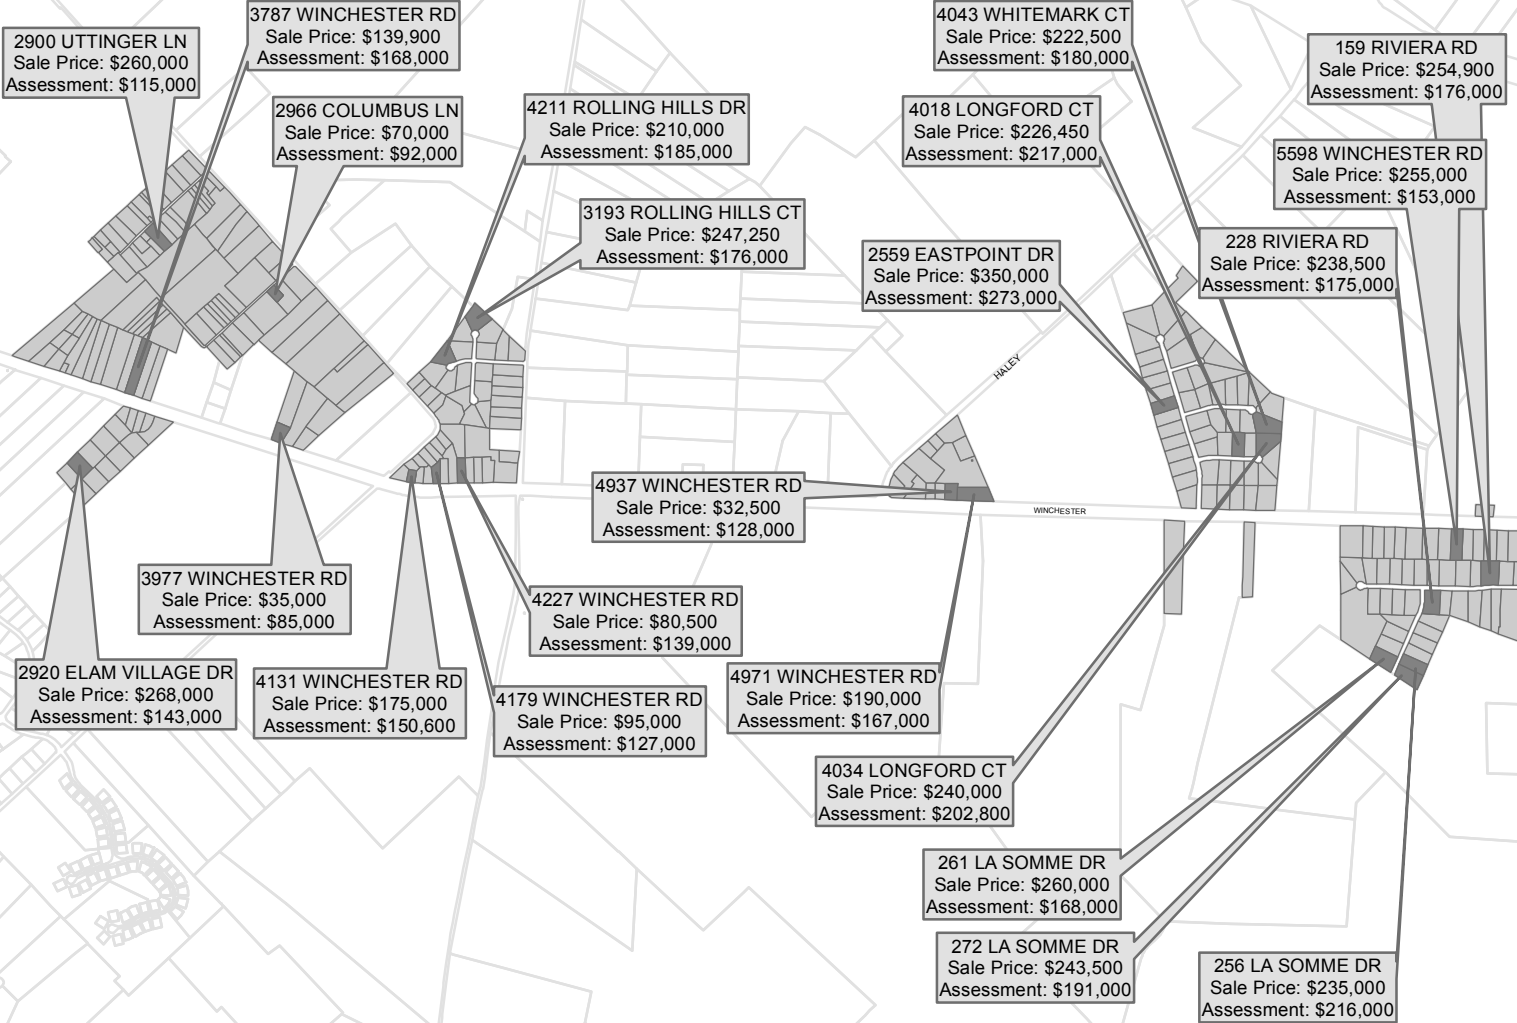 3787 WINCHESTER RD
Sale Price: $139,900
Assessment: $168,000
4043 WHITEMARK CT
Sale Price: $222,500
Assessment: $180,000
2900 UTTINGER LN
Sale Price: $260,000
Assessment: $115,000
159 RIVIERA RD
Sale Price: $254,900
Assessment: $176,000
2966 COLUMBUS LN
Sale Price: $70,000
Assessment: $92,000
4211 ROLLING HILLS DR
Sale Price: $210,000
Assessment: $185,000
4018 LONGFORD CT
Sale Price: $226,450
Assessment: $217,000
5598 WINCHESTER RD
Sale Price: $255,000
Assessment: $153,000
3193 ROLLING HILLS CT
Sale Price: $247,250
Assessment: $176,000
2559 EASTPOINT DR
Sale Price: $350,000
Assessment: $273,000
228 RIVIERA RD
Sale Price: $238,500
Assessment: $175,000
HALEY
4937 WINCHESTER RD
Sale Price: $32,500
Assessment: $128,000
WINCHESTER
3977 WINCHESTER RD
Sale Price: $35,000
Assessment: $85,000
4227 WINCHESTER RD
Sale Price: $80,500
Assessment: $139,000
2920 ELAM VILLAGE DR
Sale Price: $268,000
Assessment: $143,000
4131 WINCHESTER RD
Sale Price: $175,000
Assessment: $150,600
4179 WINCHESTER RD
Sale Price: $95,000
Assessment: $127,000
4971 WINCHESTER RD
Sale Price: $190,000
Assessment: $167,000
4034 LONGFORD CT
Sale Price: $240,000
Assessment: $202,800
261 LA SOMME DR
Sale Price: $260,000
Assessment: $168,000
272 LA SOMME DR
Sale Price: $243,500
Assessment: $191,000
256 LA SOMME DR
Sale Price: $235,000
Assessment: $216,000